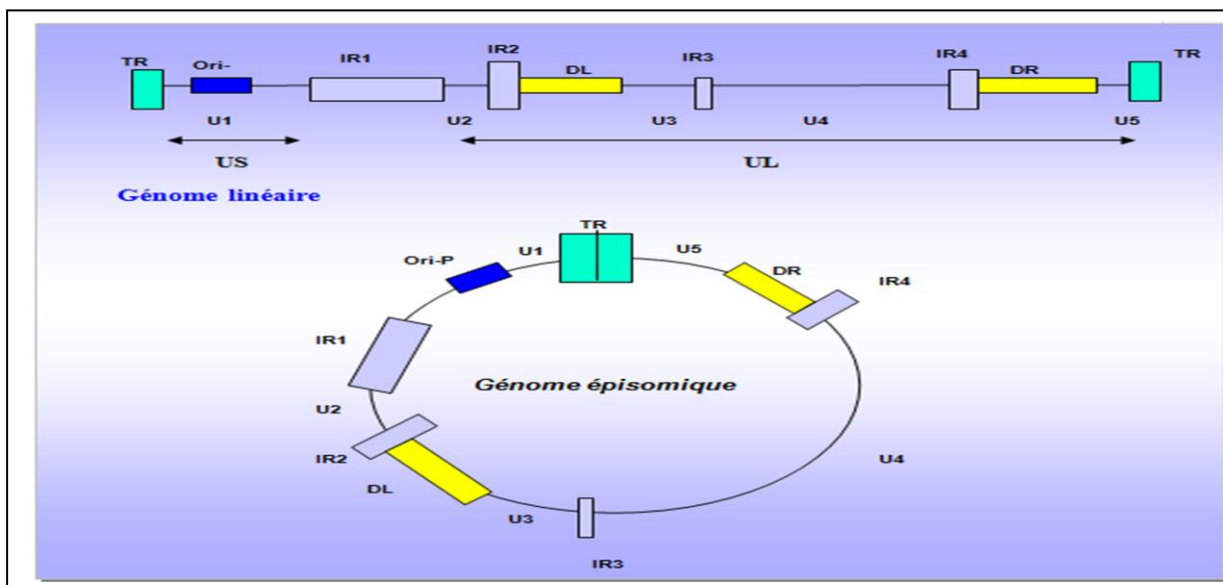 TR Ori- IR1 IR2 DL IR3 IR4 DR TR
U1 U2 U3 U4 U5
US UL
Génome linéaire
TR
U1 U5
Ori-P DR
IR4
IR1
Génome épisomique
U2
IR2 U4
DL
U3
IR3